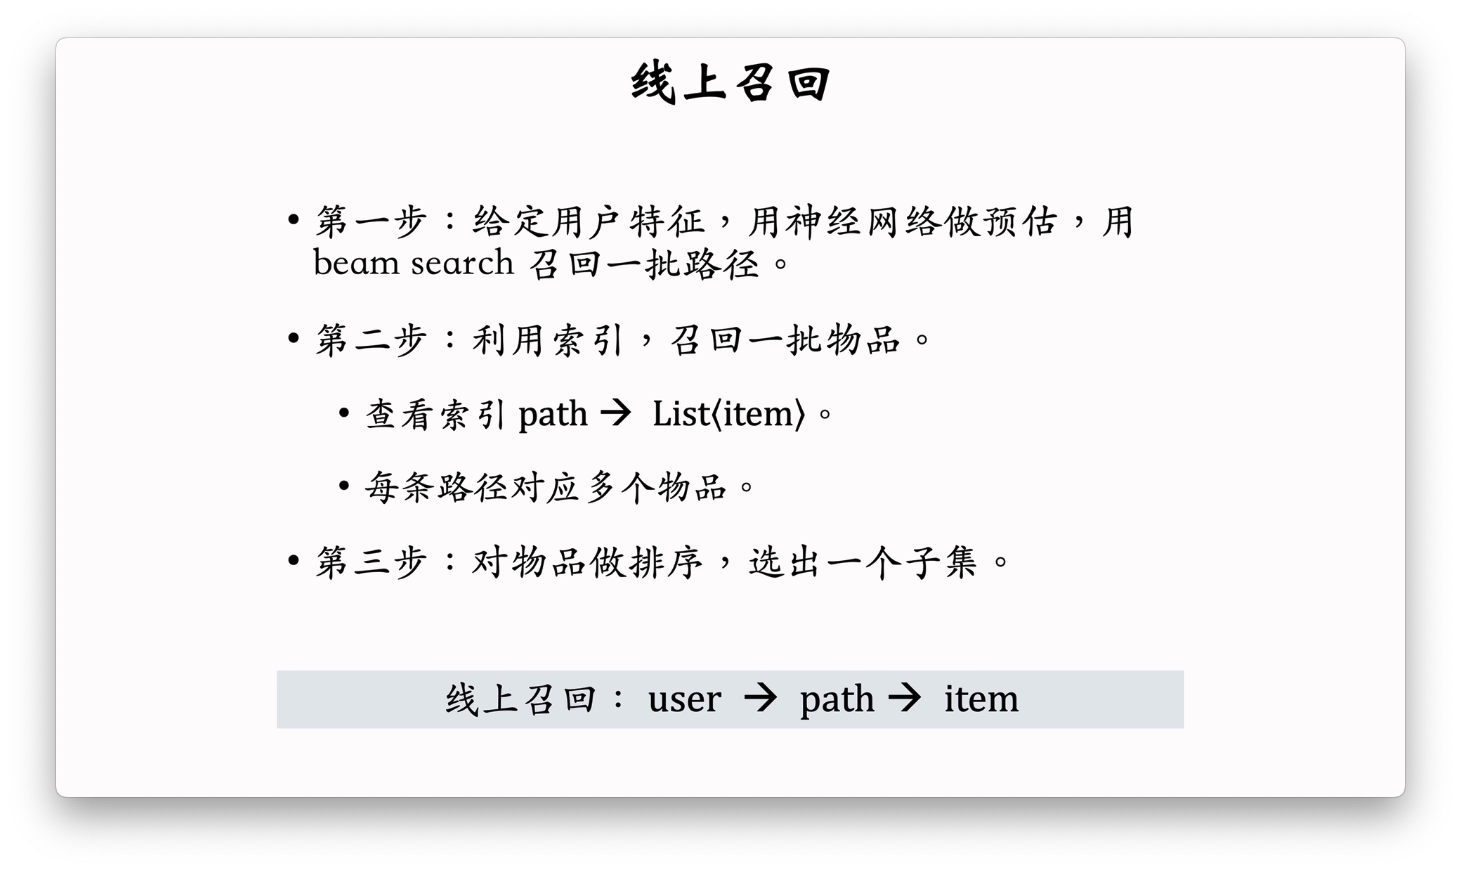 线上召回
• 第一步：给定用户特征，用神经网络做预估，用
beam search 召回一批路径。
• 第二步：利用索引，召回一批物品。
• 查看索引 path → List⟨item⟩。
• 每条路径对应多个物品。
• 第三步：对物品做排序，选出一个子集。
线上召回： user → path → item